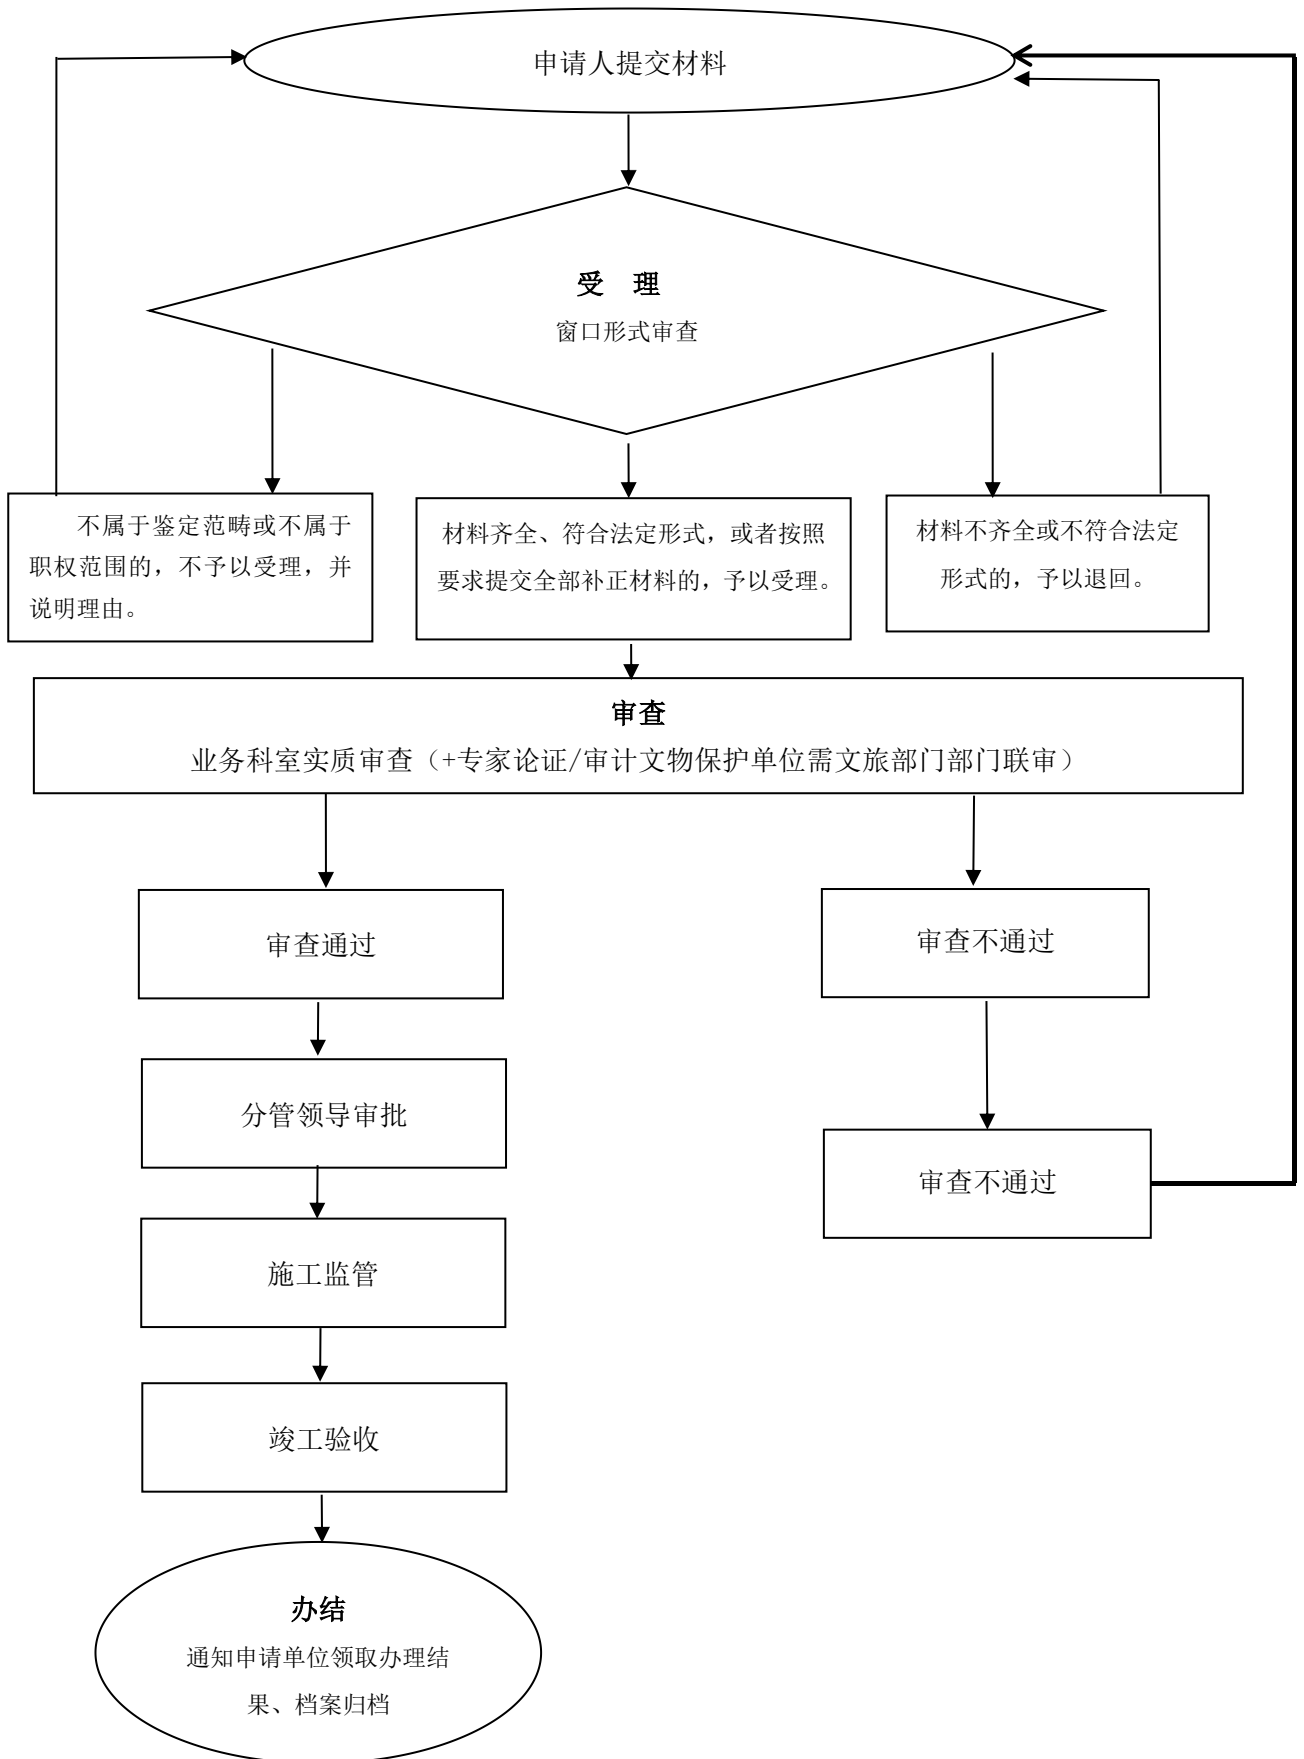 申请人提交材料
受 理
窗口形式审查
不属于鉴定范畴或不属于
职权范围的，不予以受理，并
说明理由。
材料齐全、符合法定形式，或者按照
要求提交全部补正材料的，予以受理。
材料不齐全或不符合法定
形式的，予以退回。
审查
业务科室实质审查（+专家论证/审计文物保护单位需文旅部门部门联审）
审查通过
审查不通过
分管领导审批
审查不通过
施工监管
竣工验收
办结
通知申请单位领取办理结
果、档案归档